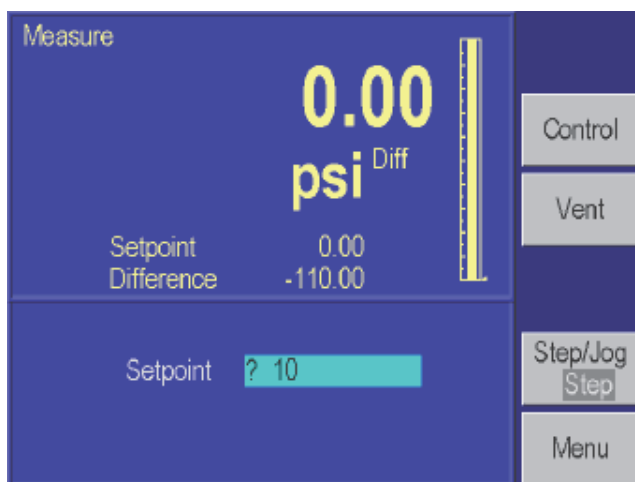 Measure
0.00
psi Diff
Setpoint 0.00
Difference -110.00
Setpoint ? 10
Control
Vent
Step/Jog
Step
Menu